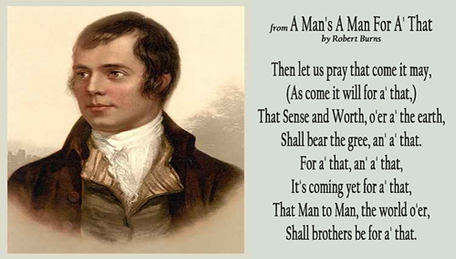 from A Man's A Man For A' That
by Robert Burns
Then let us pray that come it may,
(As come it will for a' that,)
That Sense and Worth, o'er a' the earth,
Shall bear the gree, an' a' that.
For a' that, an' a' that,
It's coming yet for a' that,
That Man to Man, the world o'er,
Shall brothers be for a' that.